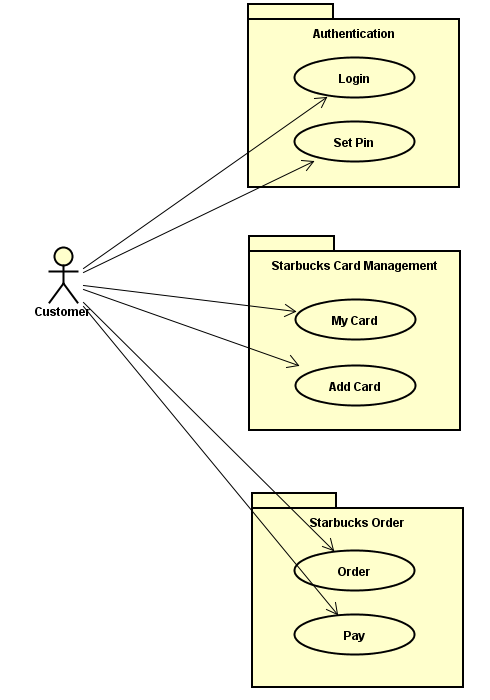 Authentication
Login
Set Pin
Customer
Starbucks Card Management
My Card
Add Card
Starbucks Order
Order
Pay